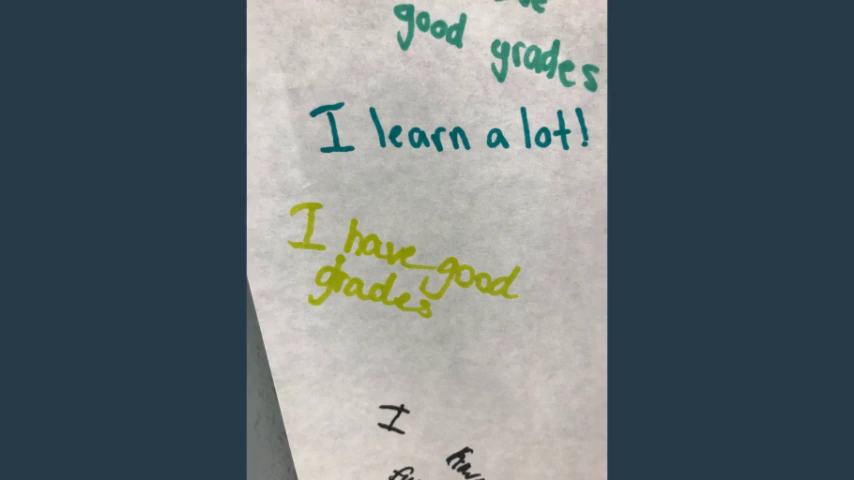 good grades
I learn a lot!
I have good
grades
I